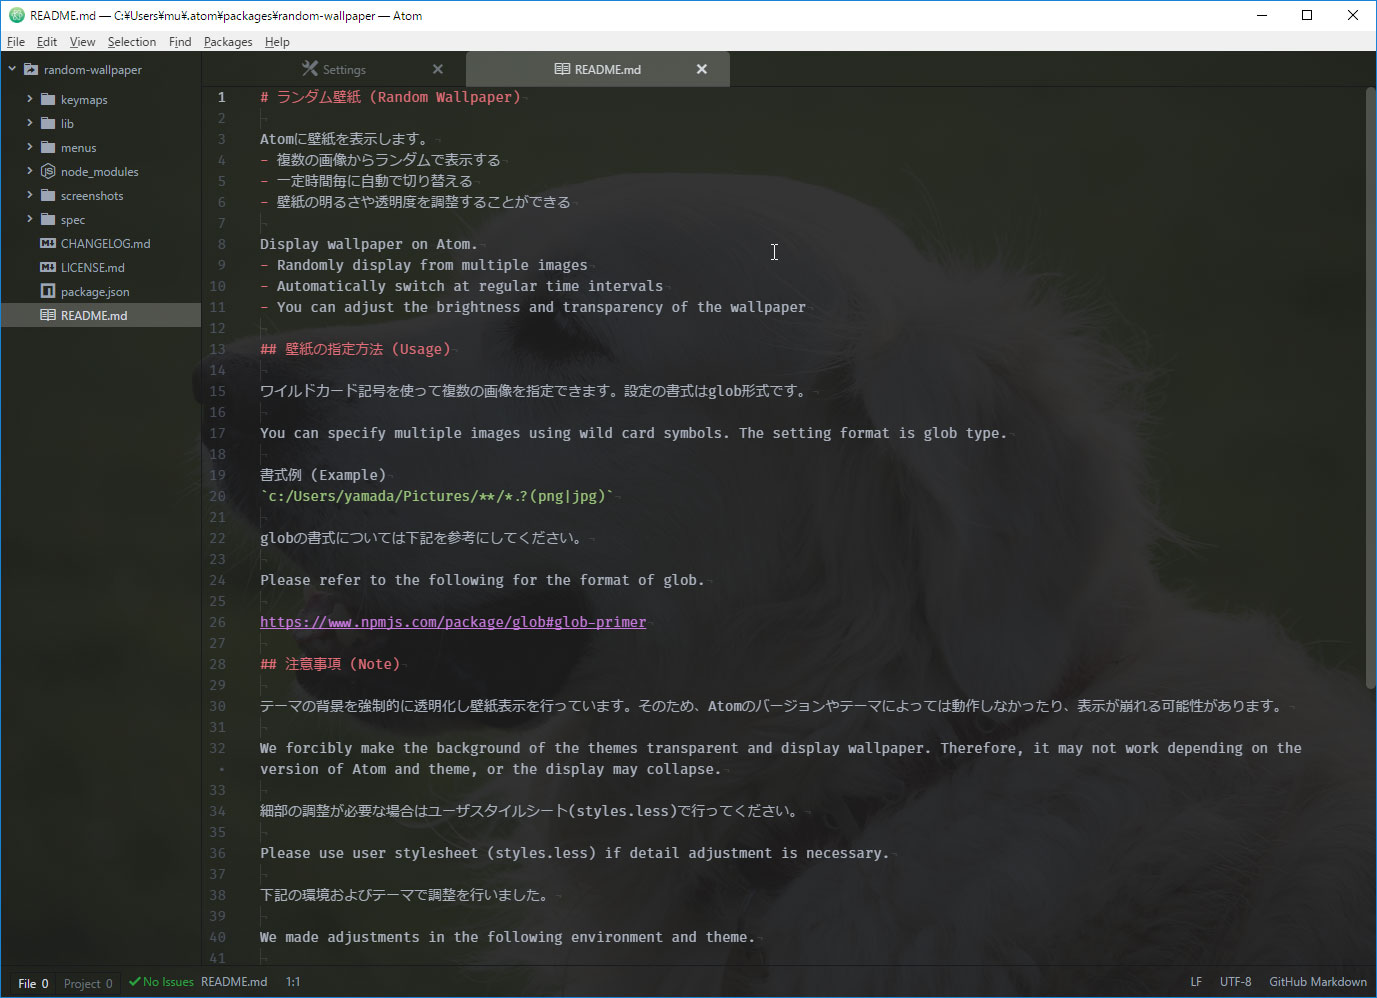 README.md — C:¥Users¥mu¥.atom¥packages¥random-wallpaper — Atom
File Edit View Selection Find Packages Help
random-wallpaper
keymaps
lib
menus
node_modules
screenshots
spec
CHANGELOG.md
LICENSE.md
package.json
README.md
Settings
README.md
1 # ランダム壁紙 (Random Wallpaper)
2
3 Atomに壁紙を表示します。
4 - 複数の画像からランダムで表示する
5 - 一定時間毎に自動で切り替える
6 - 壁紙の明るさや透明度を調整することができる
7
8 Display wallpaper on Atom.
9 - Randomly display from multiple images
10 - Automatically switch at regular time intervals
11 - You can adjust the brightness and transparency of the wallpaper
12
13 ## 壁紙の指定方法 (Usage)
14
15 ワイルドカード記号を使って複数の画像を指定できます。設定の書式はglob形式です。
16
17 You can specify multiple images using wild card symbols. The setting format is glob type.
18
19 書式例 (Example)
20 `c:/Users/yamada/Pictures/**/*.?(png|jpg)`
21
22 globの書式については下記を参考にしてください。
23
24 Please refer to the following for the format of glob.
25
26 https://www.npmjs.com/package/glob#glob-primer
27
28 ## 注意事項 (Note)
29
30 テーマの背景を強制的に透明化し壁紙表示を行っています。そのため、Atomのバージョンやテーマによっては動作しなかったり、表示が崩れる可能性があります。
31
32 We forcibly make the background of the themes transparent and display wallpaper. Therefore, it may not work depending on the
• version of Atom and theme, or the display may collapse.
33
34 細部の調整が必要な場合はユーザスタイルシート(styles.less)で行ってください。
35
36 Please use user stylesheet (styles.less) if detail adjustment is necessary.
37
38 下記の環境およびテーマで調整を行いました。
39
40 We made adjustments in the following environment and theme.
41
File 0 Project 0 No Issues README.md 1:1 LF UTF-8 GitHub Markdown